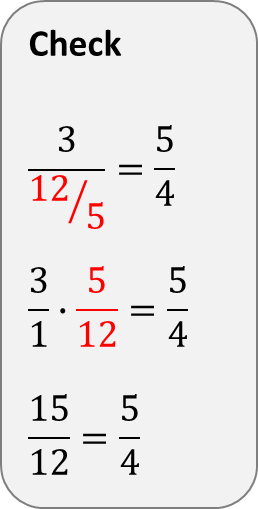 Check
3 / (12/5) = 5/4
3/1 · 5/12 = 5/4
15/12 = 5/4